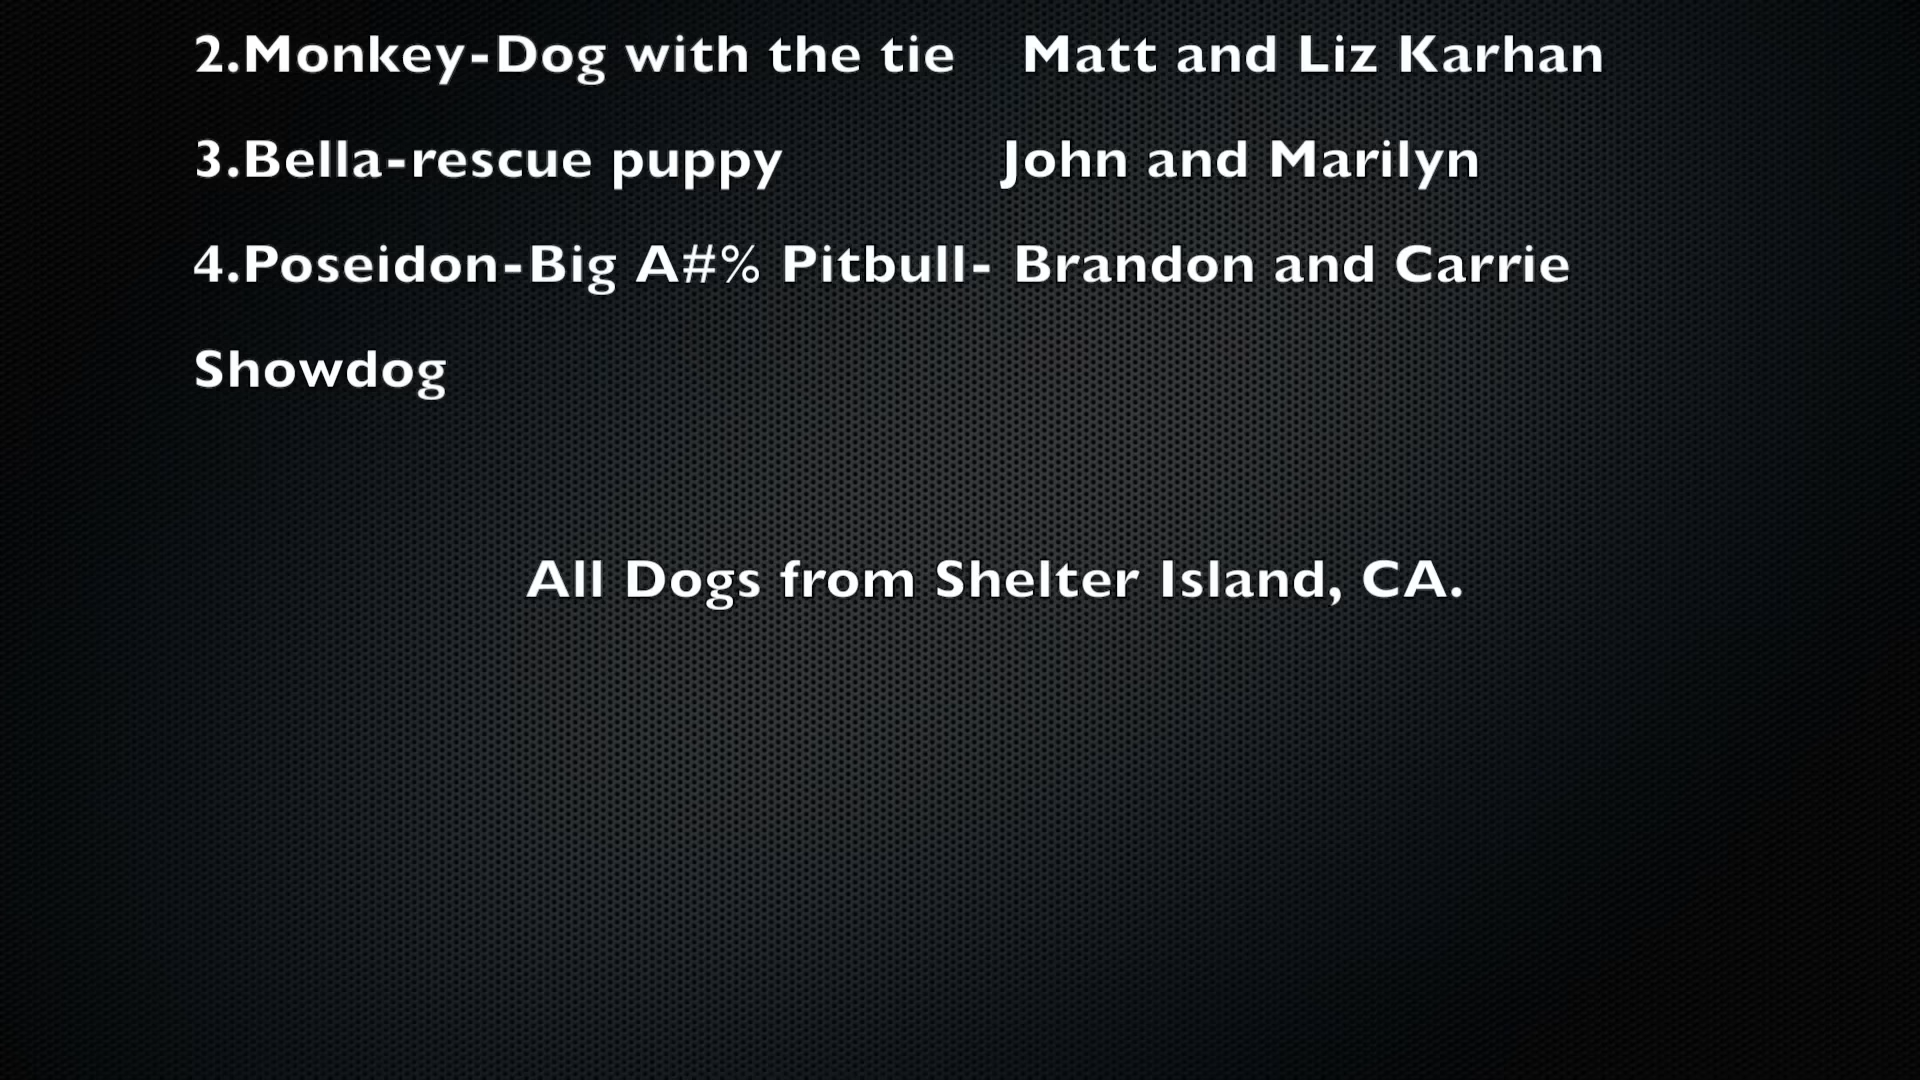 2.Monkey-Dog with the tie Matt and Liz Karhan
3.Bella-rescue puppy John and Marilyn
4.Poseidon-Big A#% Pitbull- Brandon and Carrie
Showdog
All Dogs from Shelter Island, CA.